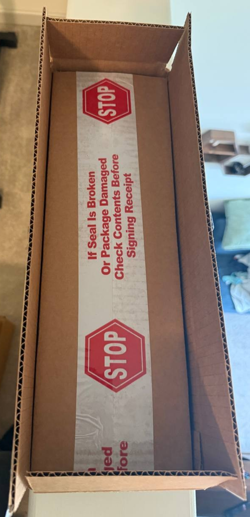 STOP
If Seal Is Broken
Or Package Damaged
Check Contents Before
Signing Receipt
STOP